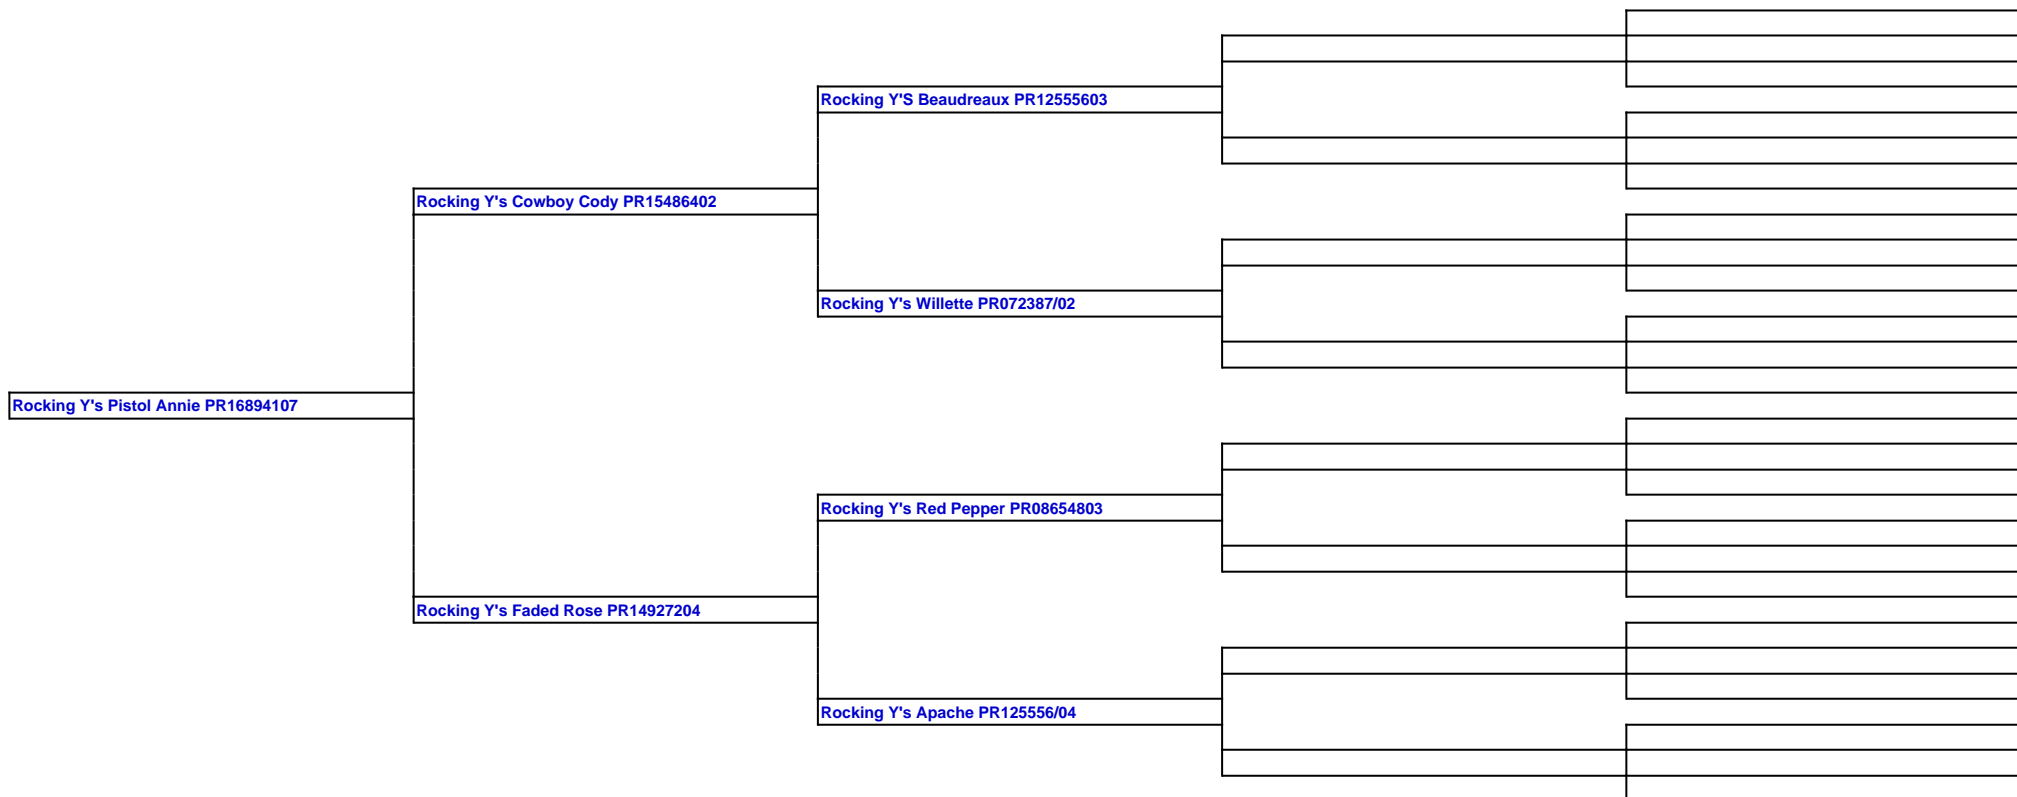 Rocking Y'S Beaudreaux PR12555603
Rocking Y's Cowboy Cody PR15486402
Rocking Y's Willette PR072387/02
Rocking Y's Pistol Annie PR16894107
Rocking Y's Red Pepper PR08654803
Rocking Y's Faded Rose PR14927204
Rocking Y's Apache PR125556/04